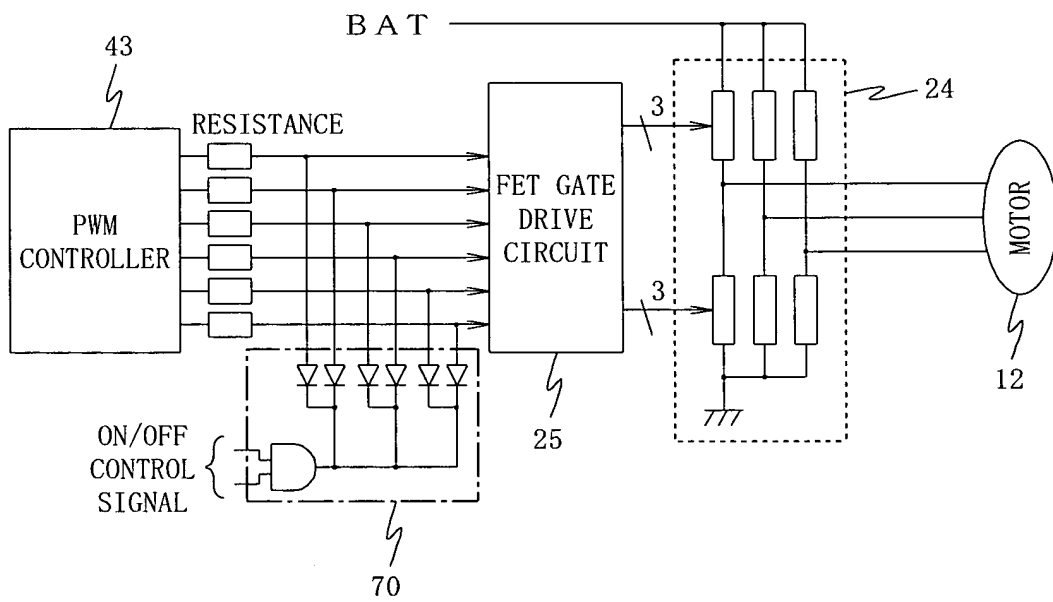 BAT
43
RESISTANCE
PWM
CONTROLLER
FET GATE
DRIVE
CIRCUIT
3
3
24
MOTOR
12
25
ON/OFF
CONTROL
SIGNAL
70